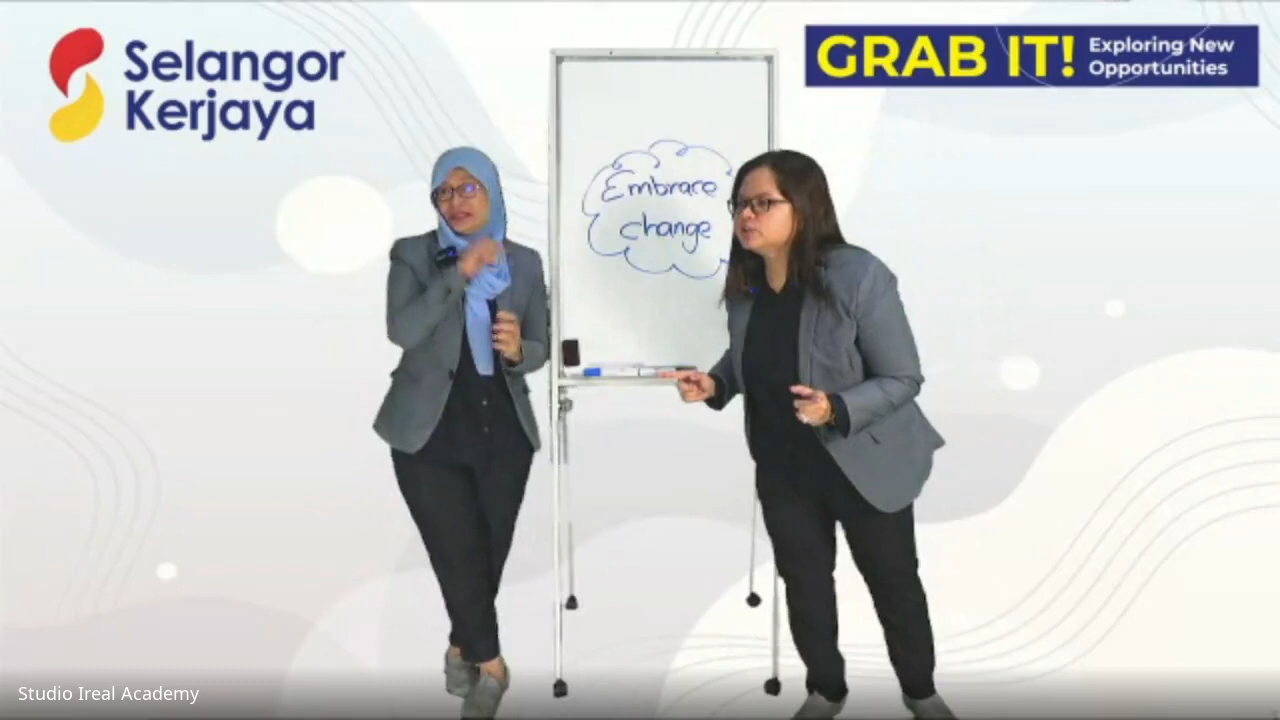 Selangor
Kerjaya
GRAB IT!
Exploring New
Opportunities
Embrace
change
Studio Ireal Academy